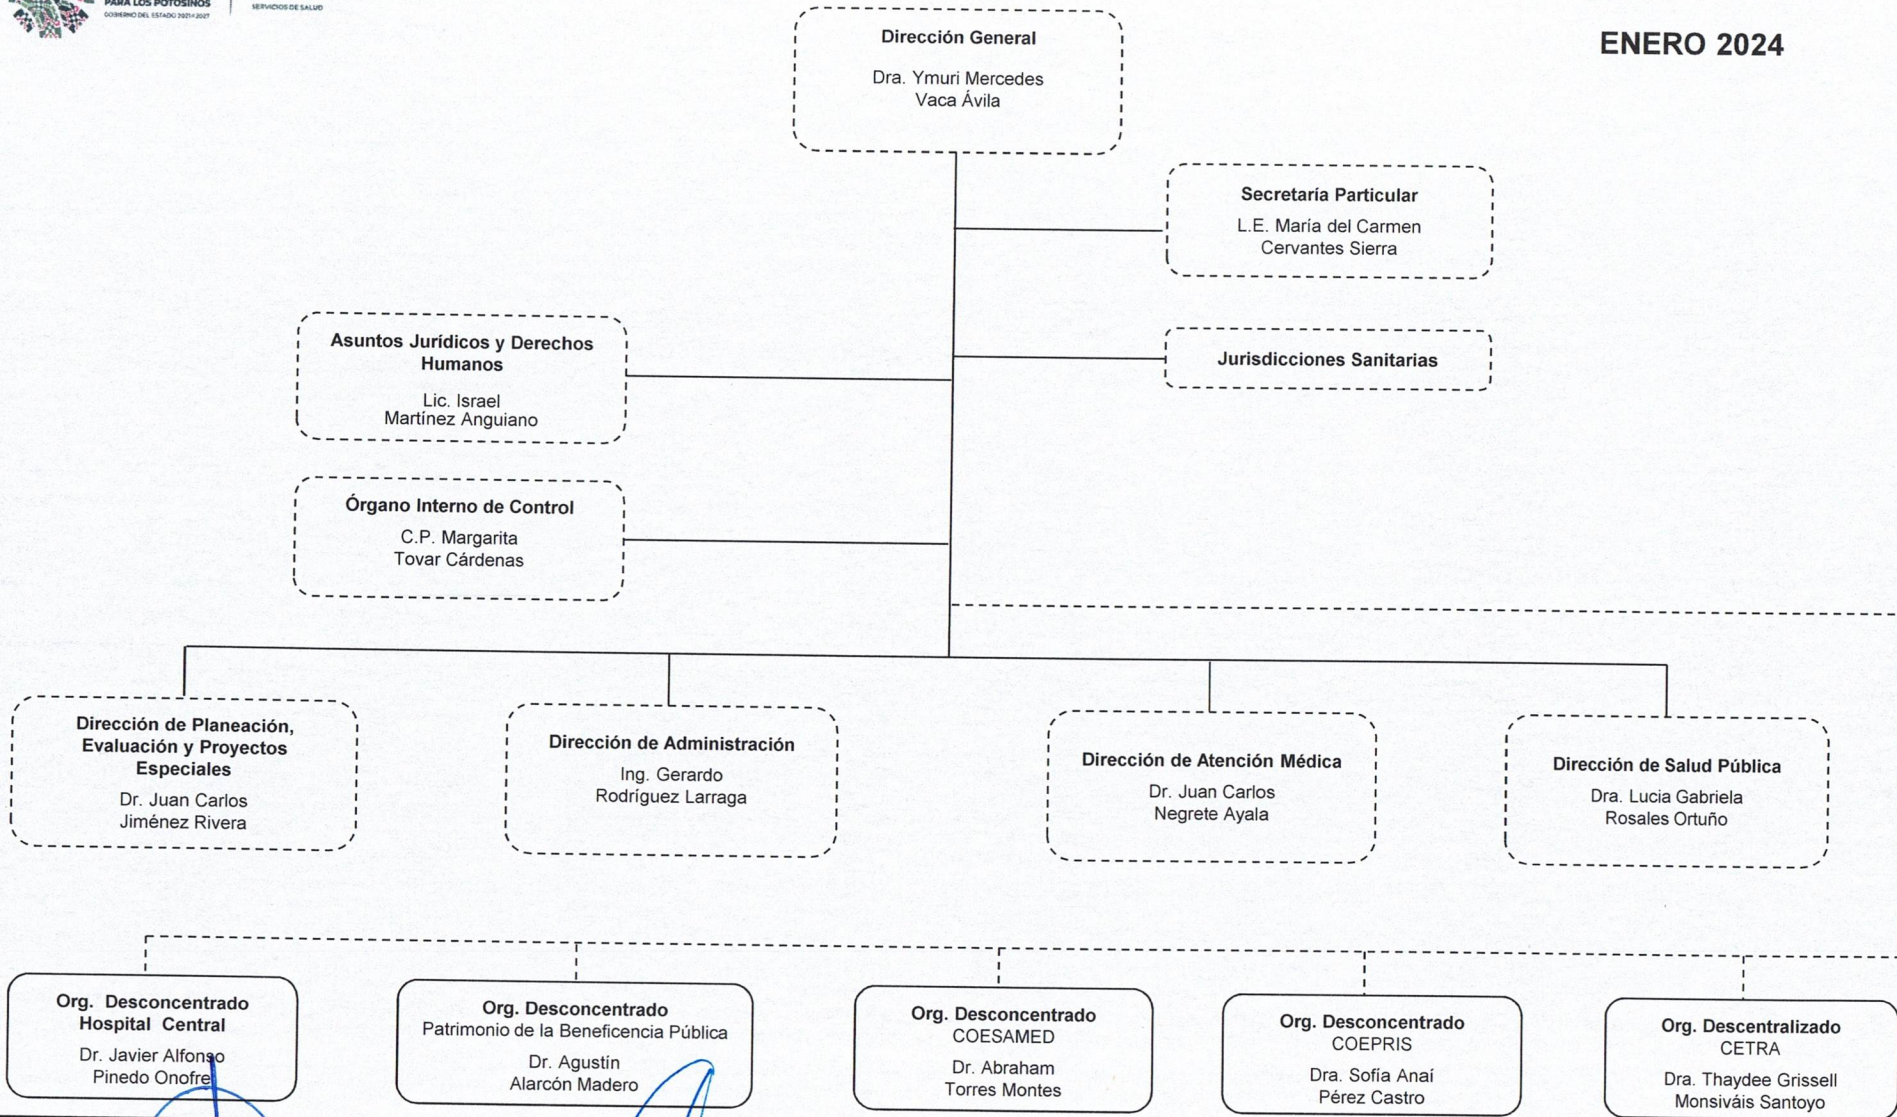 PARA LOS POTOSINOS
GOBIERNO DEL ESTADO 2021-2027
SERVICIOS DE SALUD
ENERO 2024
Dirección General
Dra. Ymuri Mercedes
Vaca Ávila
Secretaría Particular
L.E. María del Carmen
Cervantes Sierra
Asuntos Jurídicos y Derechos
Humanos
Lic. Israel
Martínez Anguiano
Jurisdicciones Sanitarias
Órgano Interno de Control
C.P. Margarita
Tovar Cárdenas
Dirección de Planeación,
Evaluación y Proyectos
Especiales
Dr. Juan Carlos
Jiménez Rivera
Dirección de Administración
Ing. Gerardo
Rodríguez Larraga
Dirección de Atención Médica
Dr. Juan Carlos
Negrete Ayala
Dirección de Salud Pública
Dra. Lucia Gabriela
Rosales Ortuño
Org. Desconcentrado
Hospital Central
Dr. Javier Alfonso
Pinedo Onofre
Org. Desconcentrado
Patrimonio de la Beneficencia Pública
Dr. Agustín
Alarcón Madero
Org. Desconcentrado
COESAMED
Dr. Abraham
Torres Montes
Org. Desconcentrado
COEPRIS
Dra. Sofía Anaí
Pérez Castro
Org. Descentralizado
CETRA
Dra. Thaydee Grissell
Monsiváis Santoyo